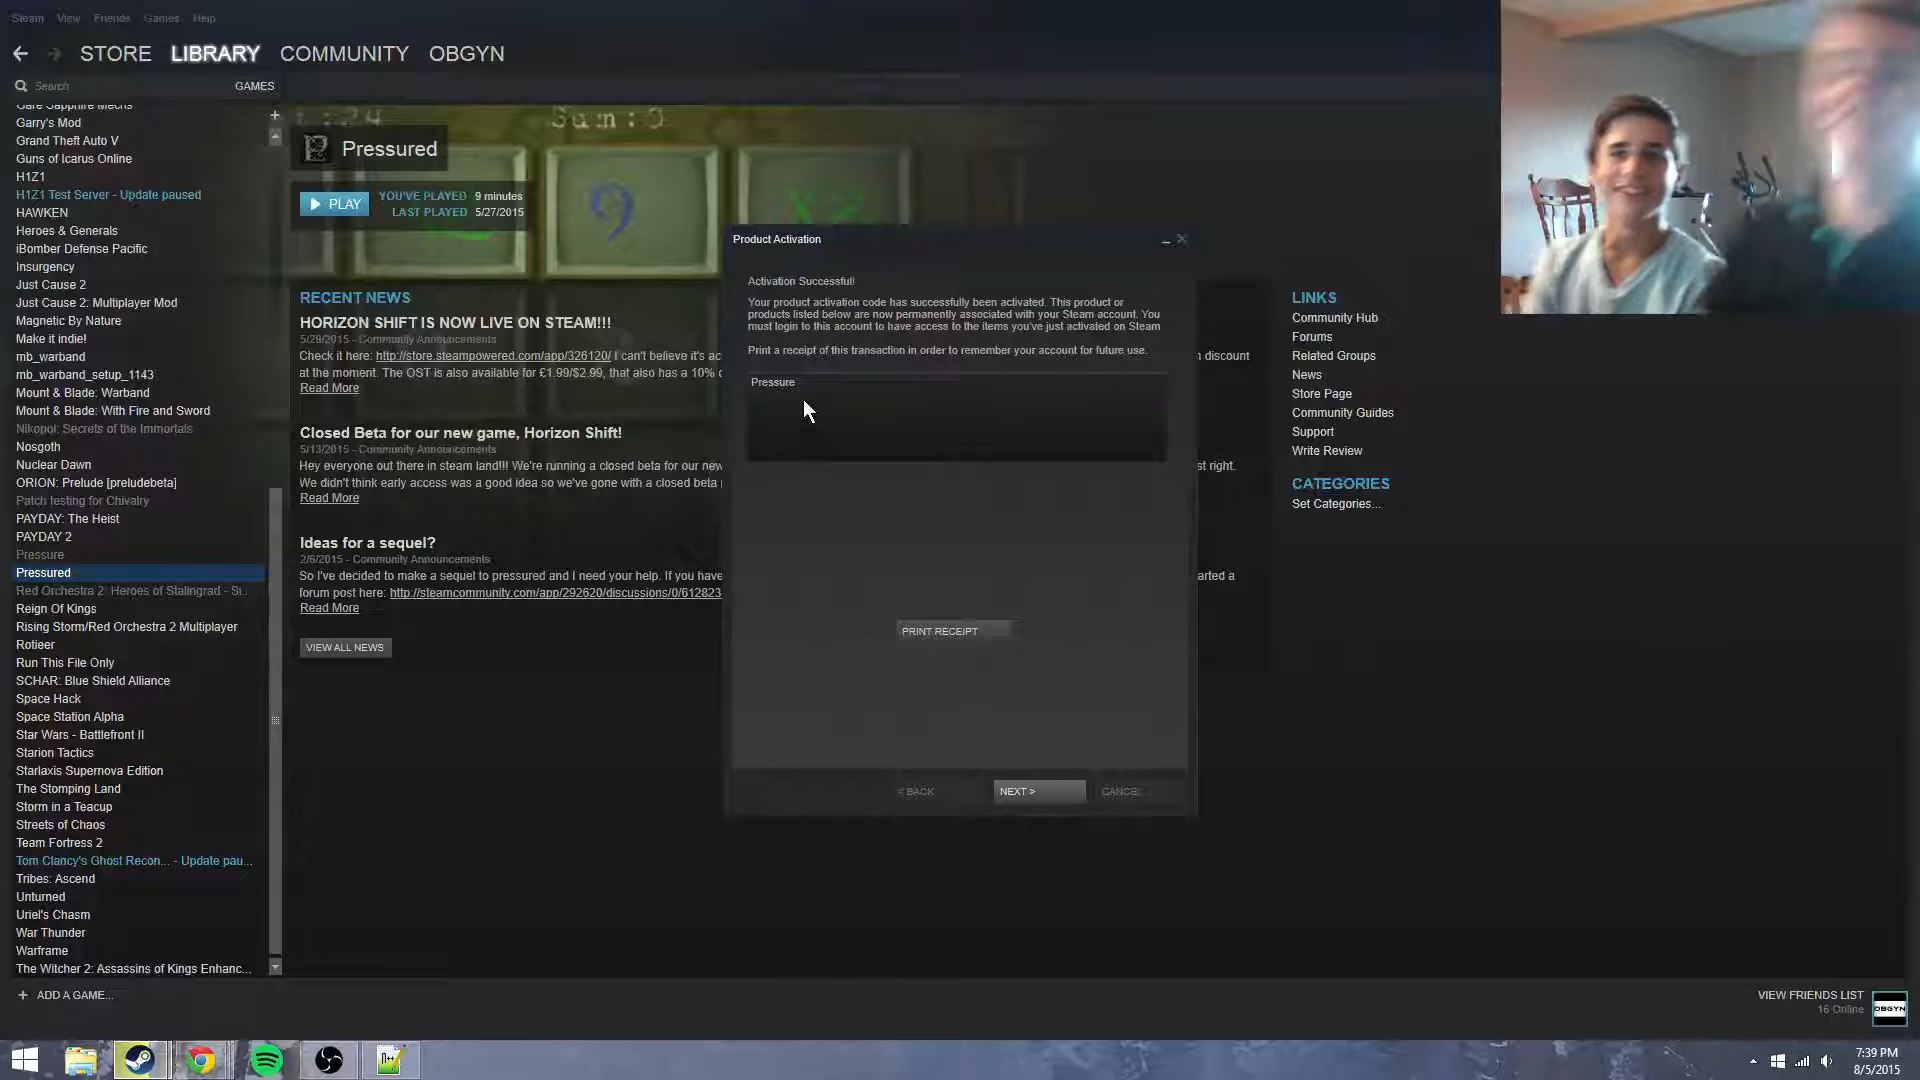 Steam View Friends Games Help
STORE LIBRARY COMMUNITY OBGYN
Search GAMES
Garry's Mod
Grand Theft Auto V
Guns of Icarus Online
H1Z1
H1Z1 Test Server - Update paused
HAWKEN
Heroes & Generals
iBomber Defense Pacific
Insurgency
Just Cause 2
Just Cause 2: Multiplayer Mod
Magnetic By Nature
Make it indie!
mb_warband
mb_warband_setup_1143
Mount & Blade: Warband
Mount & Blade: With Fire and Sword
Nikopol: Secrets of the Immortals
Nosgoth
Nuclear Dawn
ORION: Prelude [preludebeta]
Patch testing for Chivalry
PAYDAY: The Heist
PAYDAY 2
Pressure
Pressured
Red Orchestra 2: Heroes of Stalingrad - Si...
Reign Of Kings
Rising Storm/Red Orchestra 2 Multiplayer
Rotieer
Run This File Only
SCHAR: Blue Shield Alliance
Space Hack
Space Station Alpha
Star Wars - Battlefront II
Starion Tactics
Starlaxis Supernova Edition
The Stomping Land
Storm in a Teacup
Streets of Chaos
Team Fortress 2
Tom Clancy's Ghost Recon... - Update pau...
Tribes: Ascend
Unturned
Uriel's Chasm
War Thunder
Warframe
The Witcher 2: Assassins of Kings Enhanc...
+ ADD A GAME...
Sum:
Pressured
PLAY
YOU'VE PLAYED 9 minutes
LAST PLAYED 5/27/2015
9
RECENT NEWS
HORIZON SHIFT IS NOW LIVE ON STEAM!!!
5/29/2015 - Community Announcements
Check it here: http://store.steampowered.com/app/326120/ I can't believe it's ac
discount
at the moment. The OST is also available for £1.99/$2.99, that also has a 10%
Read More
Closed Beta for our new game, Horizon Shift!
5/13/2015 - Community Announcements
Hey everyone out there in steam land!!! We're running a closed beta for our new
st right.
We didn't think early access was a good idea so we've gone with a closed beta
Read More
Ideas for a sequel?
2/6/2015 - Community Announcements
So I've decided to make a sequel to pressured and I need your help. If you have
arted a
forum post here: http://steamcommunity.com/app/292620/discussions/0/612823
Read More
VIEW ALL NEWS
Product Activation
Activation Successful!
Your product activation code has successfully been activated. This product or
products listed below are now permanently associated with your Steam account. You
must login to this account to have access to the items you've just activated on Steam
Print a receipt of this transaction in order to remember your account for future use.
Pressure
PRINT RECEIPT
< BACK NEXT > CANCEL
LINKS
Community Hub
Forums
Related Groups
News
Store Page
Community Guides
Support
Write Review
CATEGORIES
Set Categories...
VIEW FRIENDS LIST
16 Online
OBGYN
7:39 PM
8/5/2015